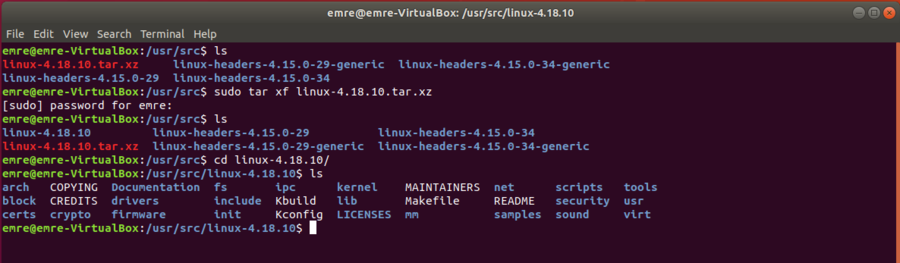 emre@emre-VirtualBox: /usr/src/linux-4.18.10
File Edit View Search Terminal Help
emre@emre-VirtualBox:/usr/src$ ls
linux-4.18.10.tar.xz linux-headers-4.15.0-29-generic linux-headers-4.15.0-34-generic
linux-headers-4.15.0-29 linux-headers-4.15.0-34
emre@emre-VirtualBox:/usr/src$ sudo tar xf linux-4.18.10.tar.xz
[sudo] password for emre:
emre@emre-VirtualBox:/usr/src$ ls
linux-4.18.10 linux-headers-4.15.0-29 linux-headers-4.15.0-34
linux-4.18.10.tar.xz linux-headers-4.15.0-29-generic linux-headers-4.15.0-34-generic
emre@emre-VirtualBox:/usr/src$ cd linux-4.18.10/
emre@emre-VirtualBox:/usr/src/linux-4.18.10$ ls
arch COPYING Documentation fs ipc kernel MAINTAINERS net scripts tools
block CREDITS drivers include Kbuild lib Makefile README security usr
certs crypto firmware init Kconfig LICENSES mm samples sound virt
emre@emre-VirtualBox:/usr/src/linux-4.18.10$